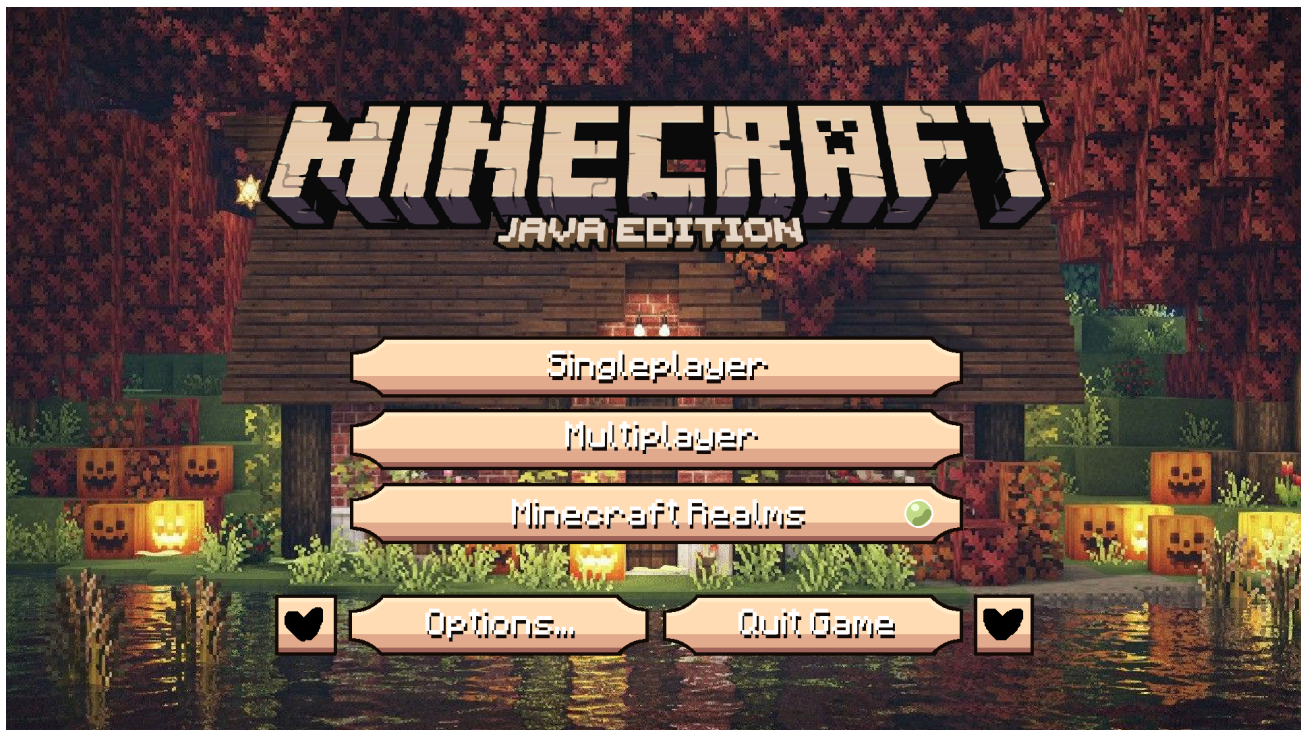 MINECRAFT
JAVA EDITION
Singleplayer
Multiplayer
Minecraft Realms
Options...
Quit Game